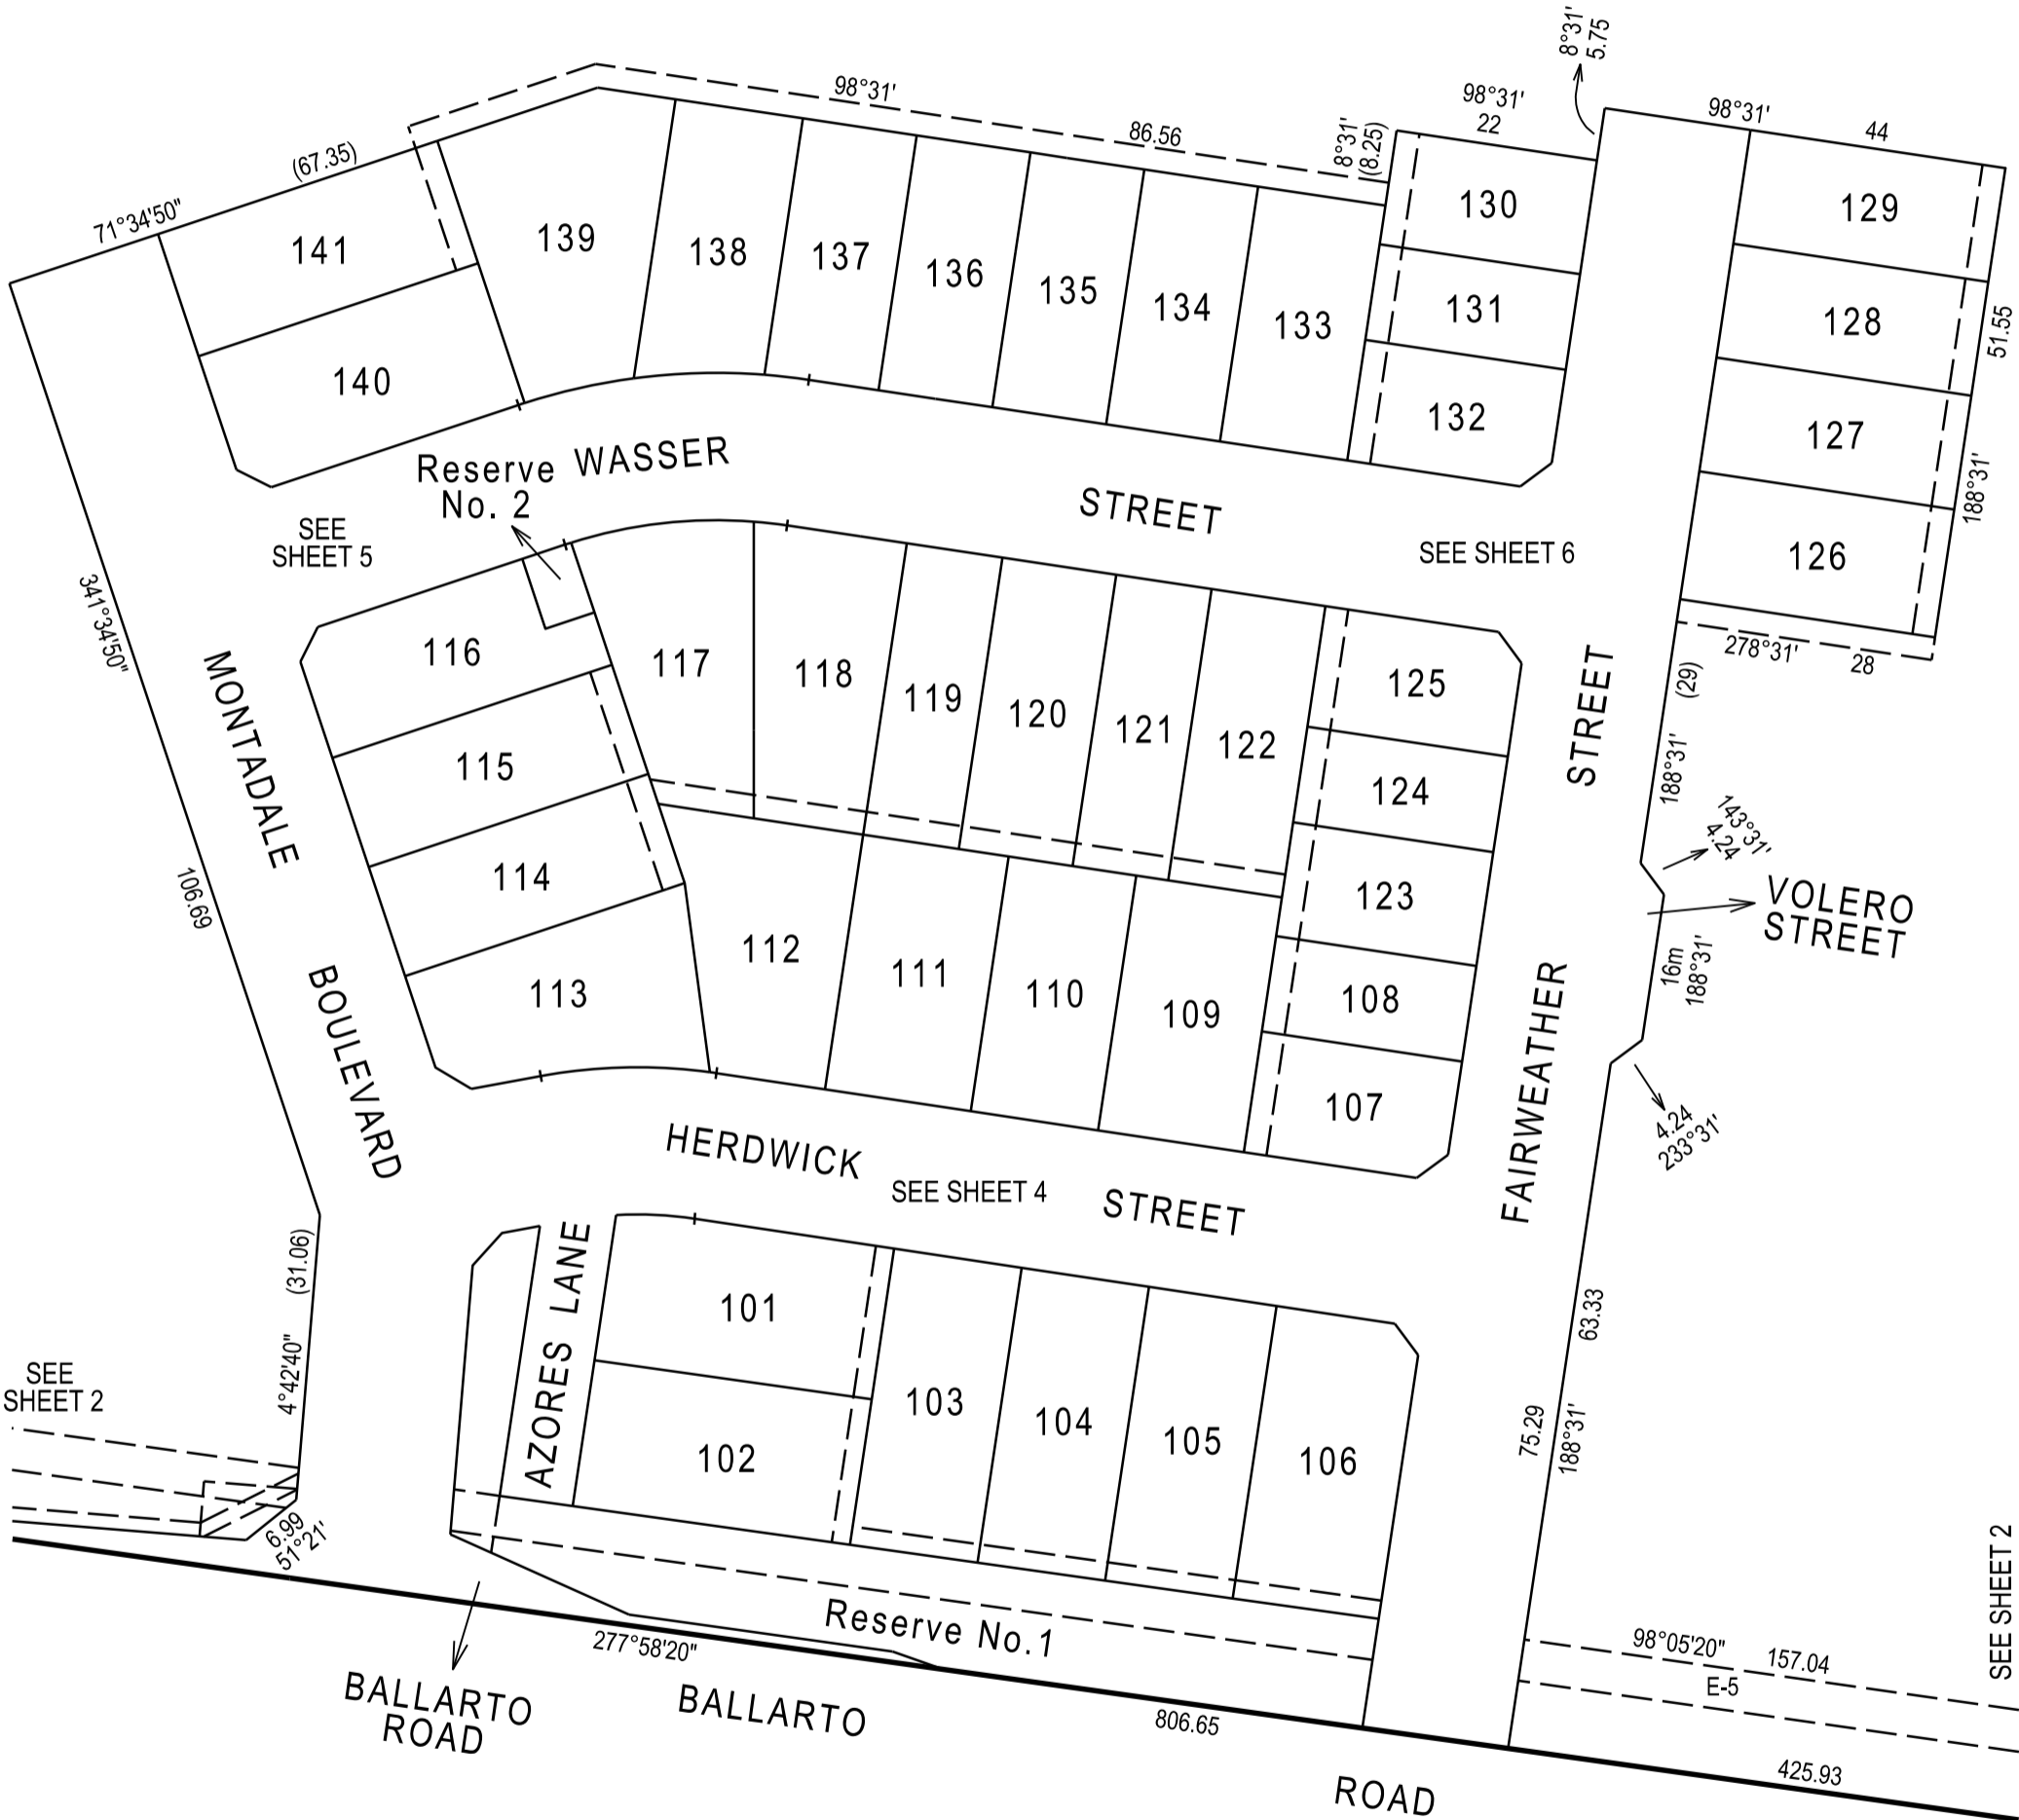 8°31'
5.75
98°31'
86.56
8°31'
(8.25)
98°31'
22
98°31'
44
(67.35)
71°34'50"
141
139
138
137
136
135
134
133
130
129
131
128
140
132
127
51.55
188°31'
Reserve
No. 2
WASSER
STREET
SEE
SHEET 5
SEE SHEET 6
126
278°31'
28
341°34'50"
106.69
MONTADALE
BOULEVARD
116
117
118
119
120
121
122
125
115
124
114
123
113
112
111
110
109
108
107
STREET
FAIRWEATHER
(29)
188°31'
143°31'
4.24
VOLERO
STREET
16m
188°31'
4.24
233°31'
HERDWICK
STREET
SEE SHEET 4
(31.06)
4°42'40"
AZORES LANE
101
102
103
104
105
106
63.33
75.29
188°31'
SEE
SHEET 2
6.99
51°21'
Reserve No.1
277°58'20"
BALLARTO
ROAD
BALLARTO
ROAD
806.65
98°05'20"
157.04
E-5
425.93
SEE SHEET 2